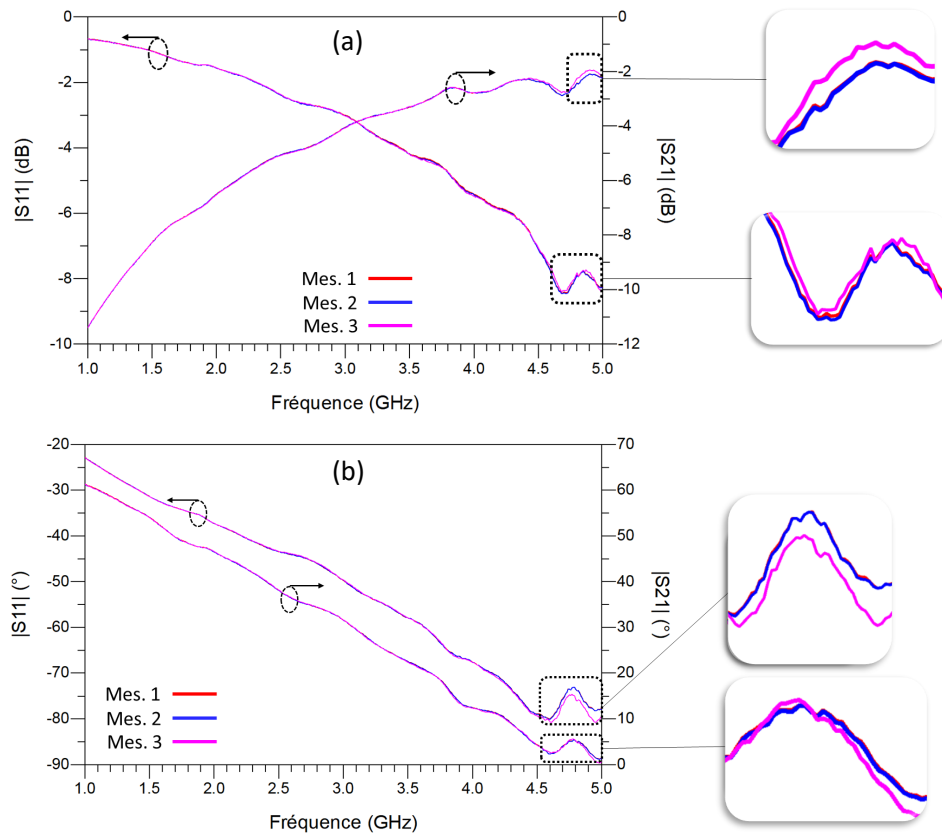 (a)
0
-2
-4
-6
-8
-10
|S11| (dB)
0
-2
-4
-6
-8
-10
-12
|S21| (dB)
Mes. 1
Mes. 2
Mes. 3
1.0 1.5 2.0 2.5 3.0 3.5 4.0 4.5 5.0
Fréquence (GHz)
(b)
-20
-30
-40
-50
-60
-70
-80
-90
|S11| (°)
70
60
50
40
30
20
10
0
|S21| (°)
Mes. 1
Mes. 2
Mes. 3
1.0 1.5 2.0 2.5 3.0 3.5 4.0 4.5 5.0
Fréquence (GHz)